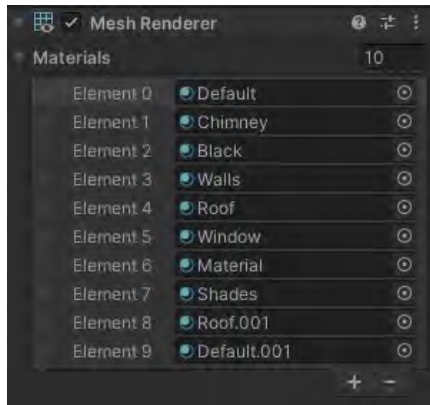 Mesh Renderer
Materials 10
Element 0 Default
Element 1 Chimney
Element 2 Black
Element 3 Walls
Element 4 Roof
Element 5 Window
Element 6 Material
Element 7 Shades
Element 8 Roof.001
Element 9 Default.001
+ -